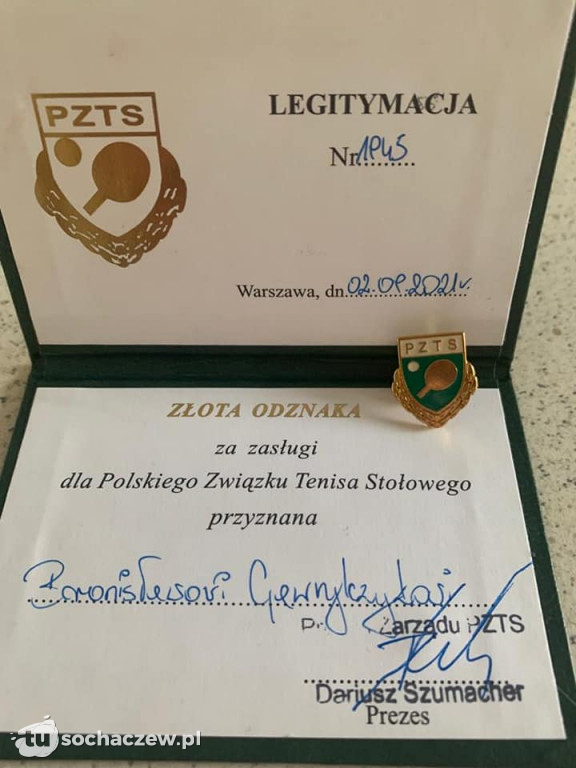 PZTS
LEGITYMACJA
Nr 1945
Warszawa, dn. 02.09.2021r.
PZTS
ZŁOTA ODZNAKA
za zasługi
dla Polskiego Związku Tenisa Stołowego
przyznana
Zarządu PZTS
Dariusz Szumacher
Prezes
tu sochaczew.pl